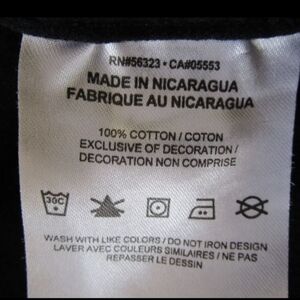 RN#56323 • CA#05553
MADE IN NICARAGUA
FABRIQUE AU NICARAGUA
100% COTTON / COTON
EXCLUSIVE OF DECORATION /
DECORATION NON COMPRISE
30C
WASH WITH LIKE COLORS / DO NOT IRON DESIGN
LAVER AVEC COULEURS SIMILAIRES / NE PAS
REPASSER LE DESSIN